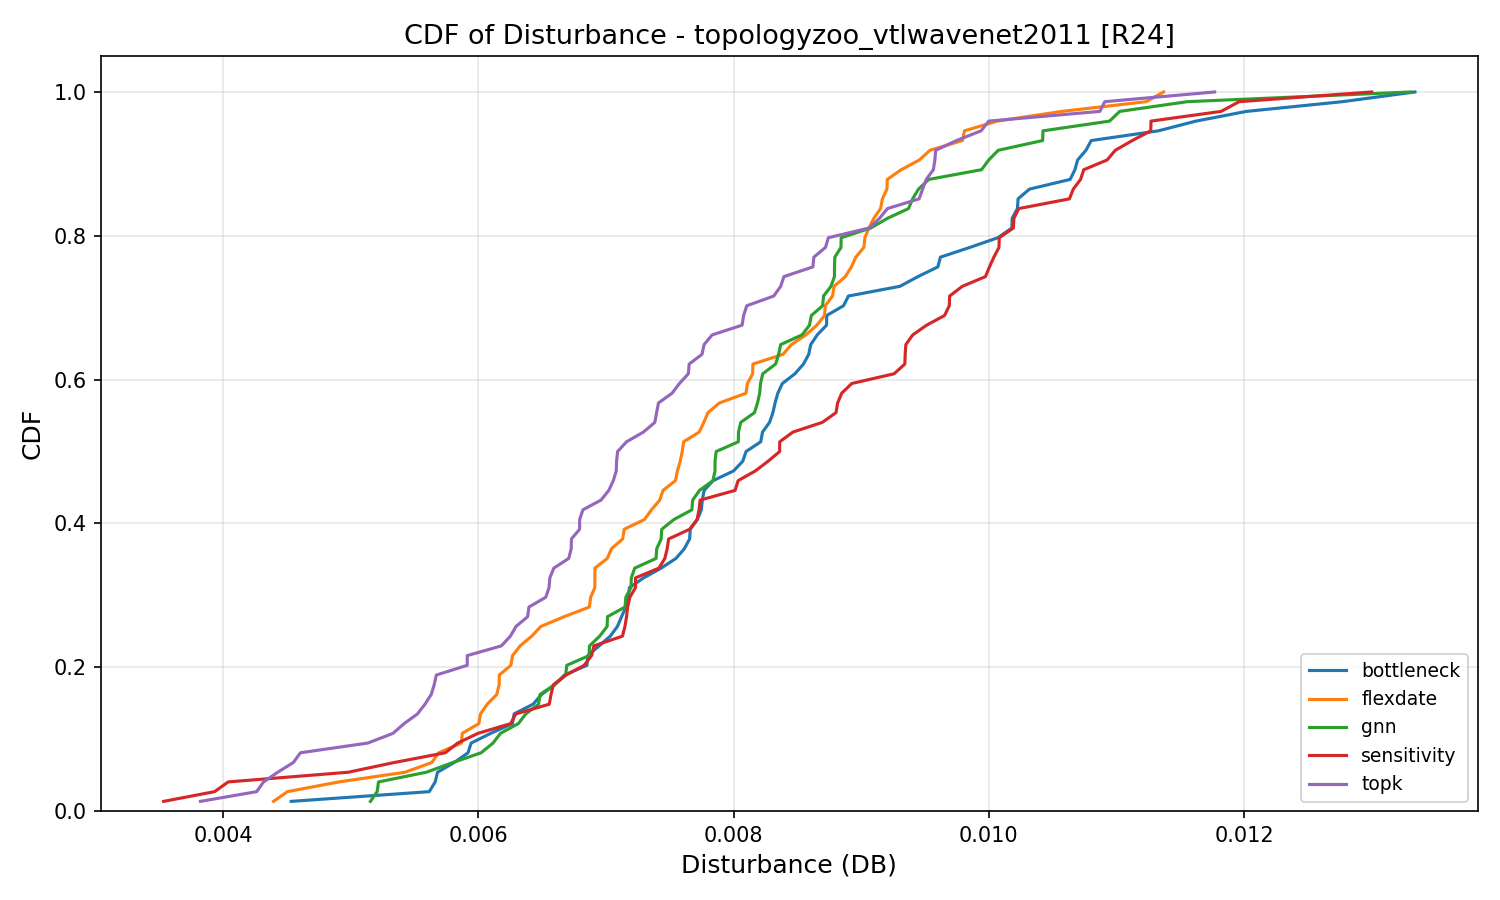 CDF of Disturbance - topologyzoo_vtlwavenet2011 [R24]
1.0
0.8
0.6
0.4
0.2
0.0
CDF
0.004
0.006
0.008
0.010
0.012
Disturbance (DB)
bottleneck
flexdate
gnn
sensitivity
topk